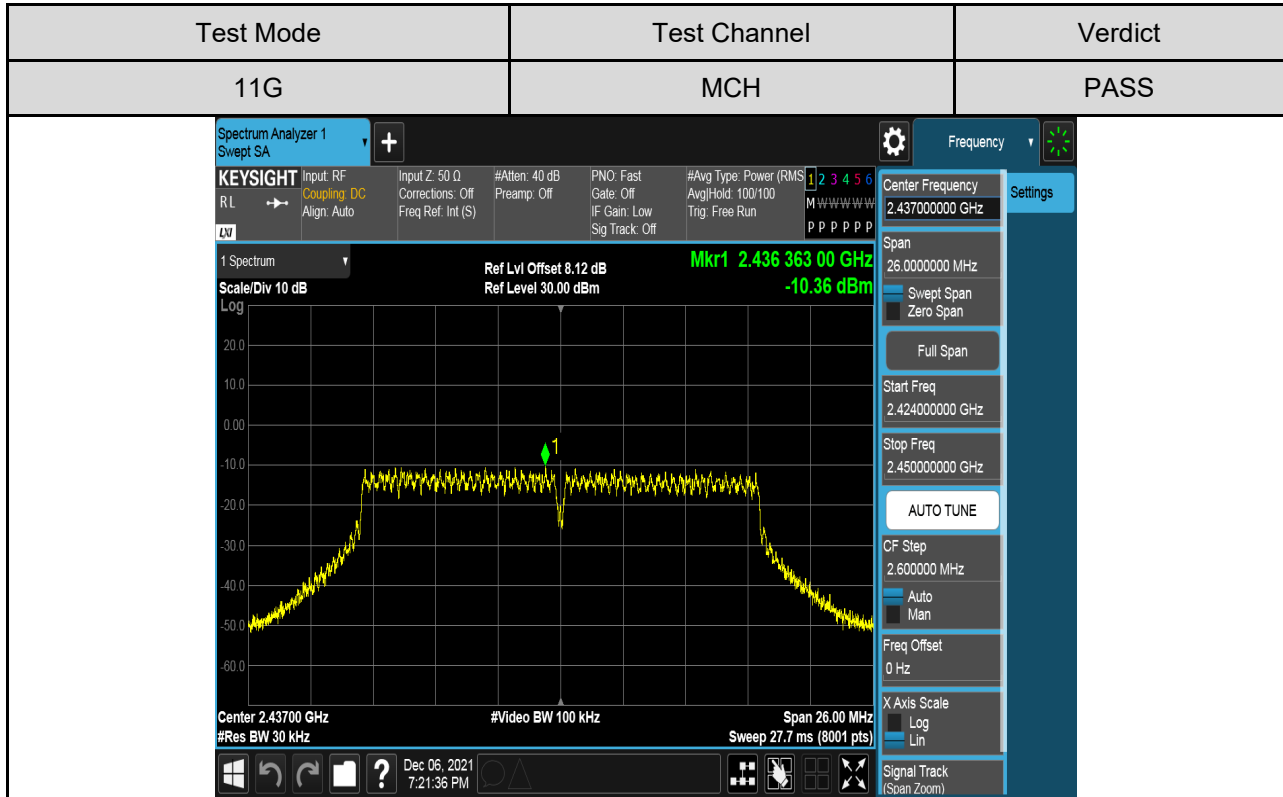 Test Mode Test Channel Verdict
11G MCH PASS
Spectrum Analyzer 1
Swept SA
+
Frequency
KEYSIGHT
RL
LXI
Input: RF
Coupling: DC
Align: Auto
Input Z: 50 Ω
Corrections: Off
Freq Ref: Int (S)
#Atten: 40 dB
Preamp: Off
PNO: Fast
Gate: Off
IF Gain: Low
Sig Track: Off
#Avg Type: Power (RMS
Avg|Hold: 100/100
Trig: Free Run
1 2 3 4 5 6
M W W W W W
P P P P P P
1 Spectrum
Scale/Div 10 dB
Log
Ref Lvl Offset 8.12 dB
Ref Level 30.00 dBm
Mkr1 2.436 363 00 GHz
-10.36 dBm
20.0
10.0
0.00
-10.0
-20.0
-30.0
-40.0
-50.0
-60.0
1
Center 2.43700 GHz
#Res BW 30 kHz
#Video BW 100 kHz
Span 26.00 MHz
Sweep 27.7 ms (8001 pts)
?
Dec 06, 2021
7:21:36 PM
Center Frequency
2.437000000 GHz
Settings
Span
26.0000000 MHz
Swept Span
Zero Span
Full Span
Start Freq
2.424000000 GHz
Stop Freq
2.450000000 GHz
AUTO TUNE
CF Step
2.600000 MHz
Auto
Man
Freq Offset
0 Hz
X Axis Scale
Log
Lin
Signal Track
(Span Zoom)